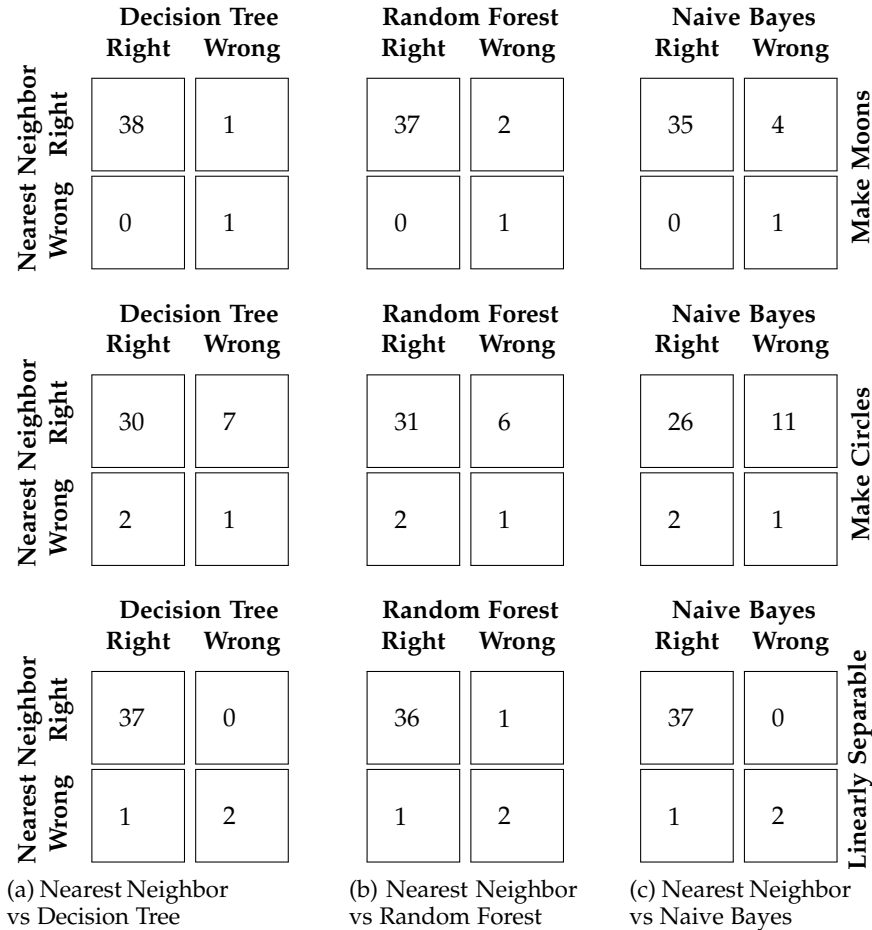 Decision Tree
Right Wrong
Nearest Neighbor
Right
Wrong
38 1
0 1
Random Forest
Right Wrong
37 2
0 1
Naive Bayes
Right Wrong
35 4
0 1
Make Moons
Decision Tree
Right Wrong
Nearest Neighbor
Right
Wrong
30 7
2 1
Random Forest
Right Wrong
31 6
2 1
Naive Bayes
Right Wrong
26 11
2 1
Make Circles
Decision Tree
Right Wrong
Nearest Neighbor
Right
Wrong
37 0
1 2
Random Forest
Right Wrong
36 1
1 2
Naive Bayes
Right Wrong
37 0
1 2
Linearly Separable
(a) Nearest Neighbor
vs Decision Tree
(b) Nearest Neighbor
vs Random Forest
(c) Nearest Neighbor
vs Naive Bayes